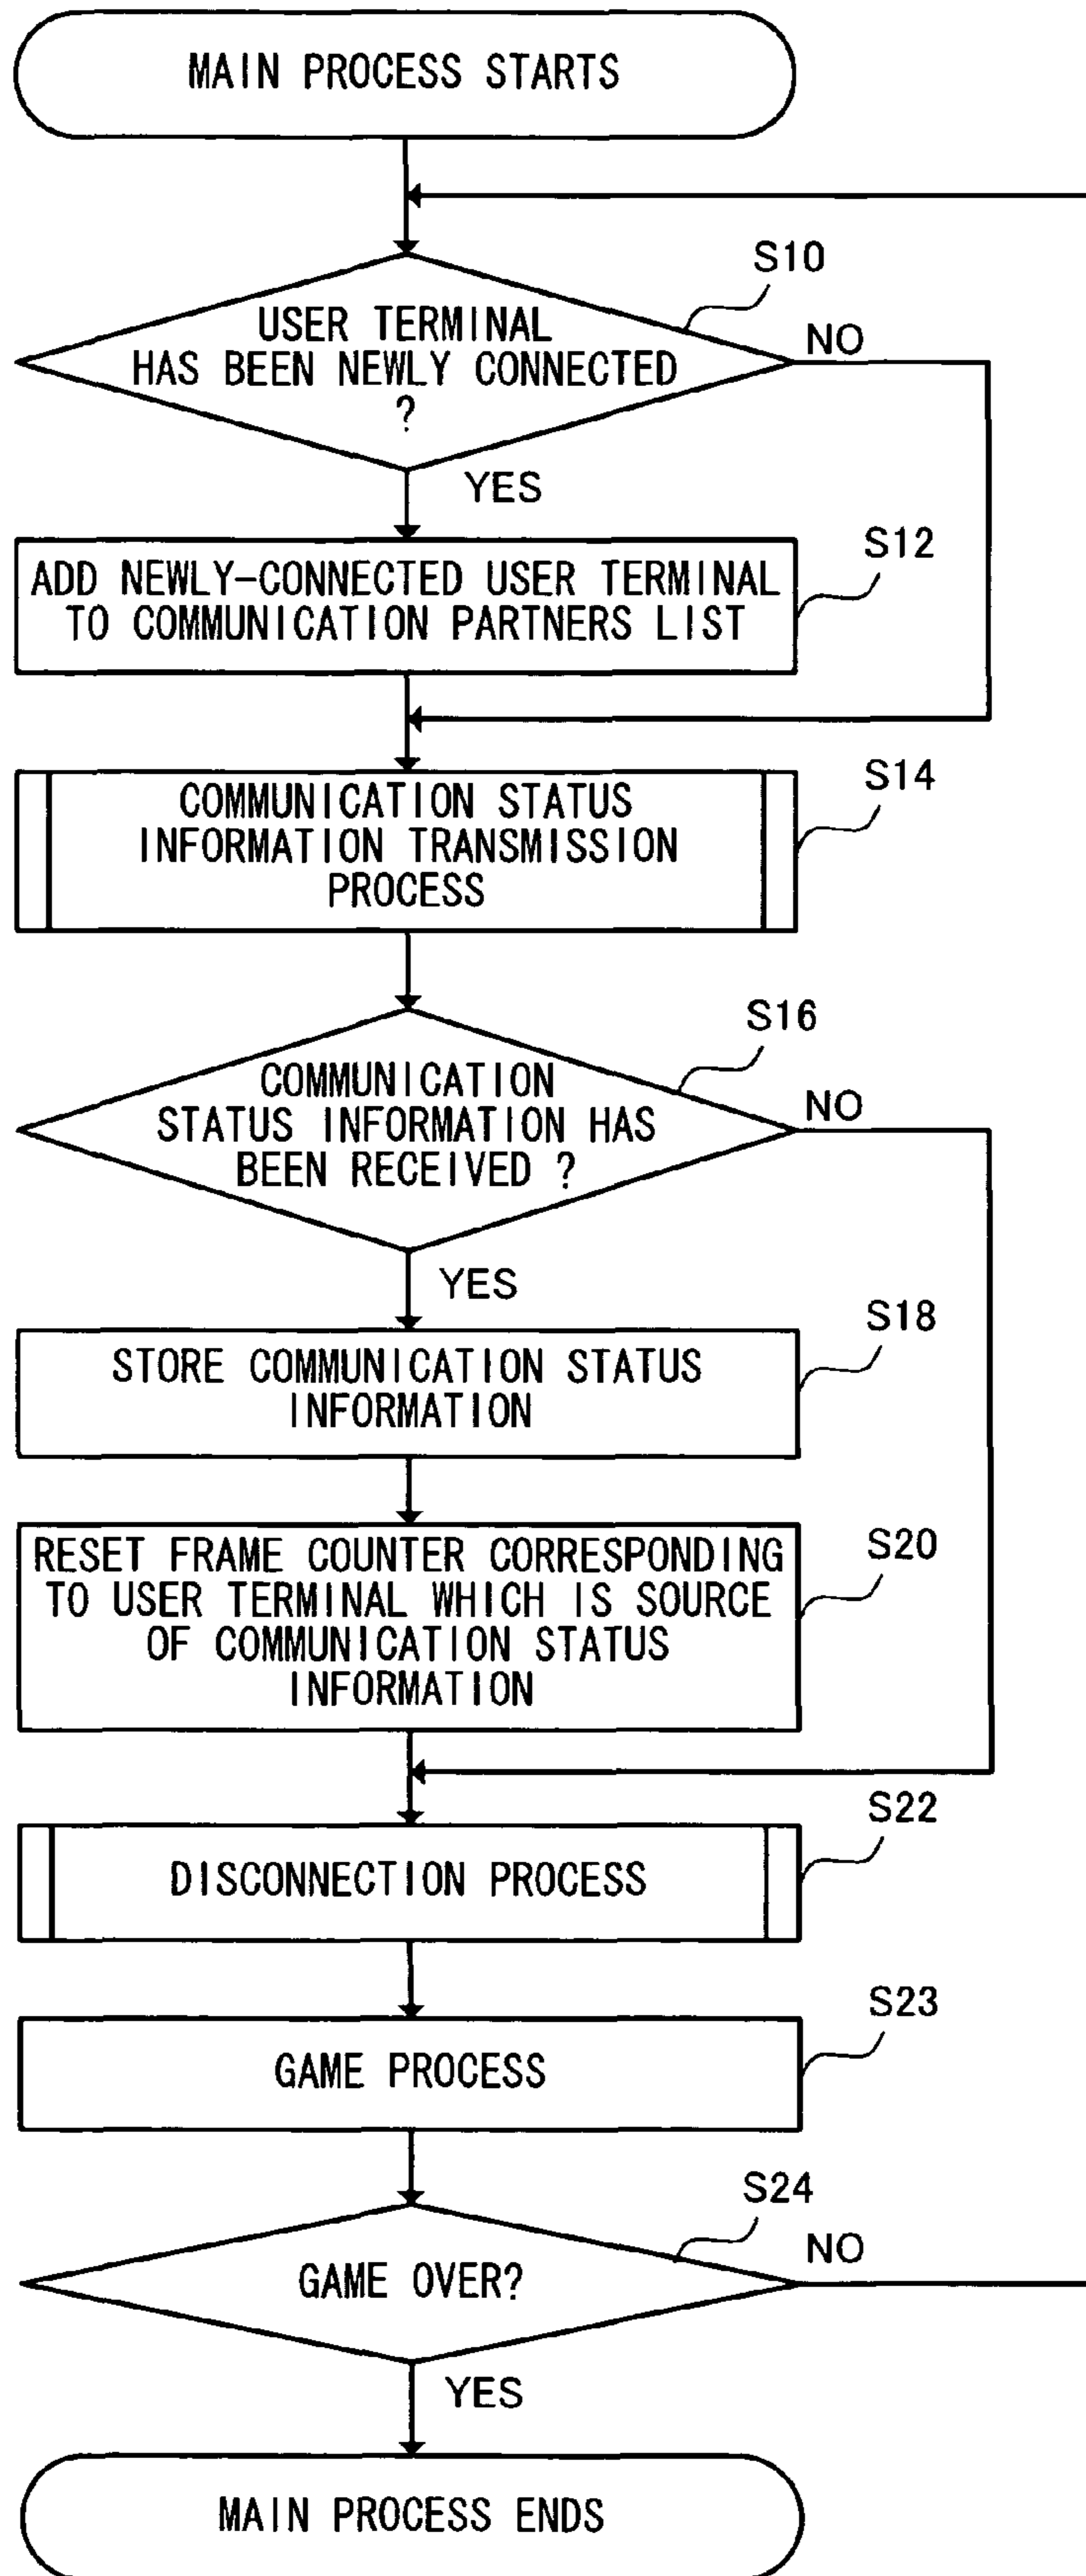 MAIN PROCESS STARTS
S10
USER TERMINAL
HAS BEEN NEWLY CONNECTED
?
NO
YES
S12
ADD NEWLY-CONNECTED USER TERMINAL
TO COMMUNICATION PARTNERS LIST
S14
COMMUNICATION STATUS
INFORMATION TRANSMISSION
PROCESS
S16
COMMUNICATION
STATUS INFORMATION HAS
BEEN RECEIVED ?
NO
YES
S18
STORE COMMUNICATION STATUS
INFORMATION
S20
RESET FRAME COUNTER CORRESPONDING
TO USER TERMINAL WHICH IS SOURCE
OF COMMUNICATION STATUS
INFORMATION
S22
DISCONNECTION PROCESS
S23
GAME PROCESS
S24
GAME OVER?
NO
YES
MAIN PROCESS ENDS